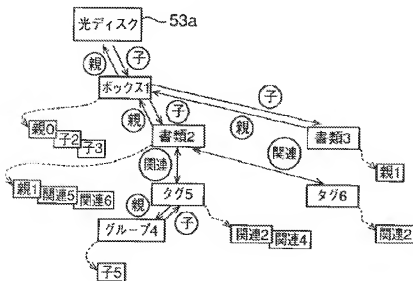 光ディスク
53a
親
子
ボックス1
子
親
子
親
親0
子2
子3
書類2
書類3
関連
関連
親1
親1
関連5
関連6
タグ5
タグ6
親
子
グループ4
関連2
関連4
関連2
子5